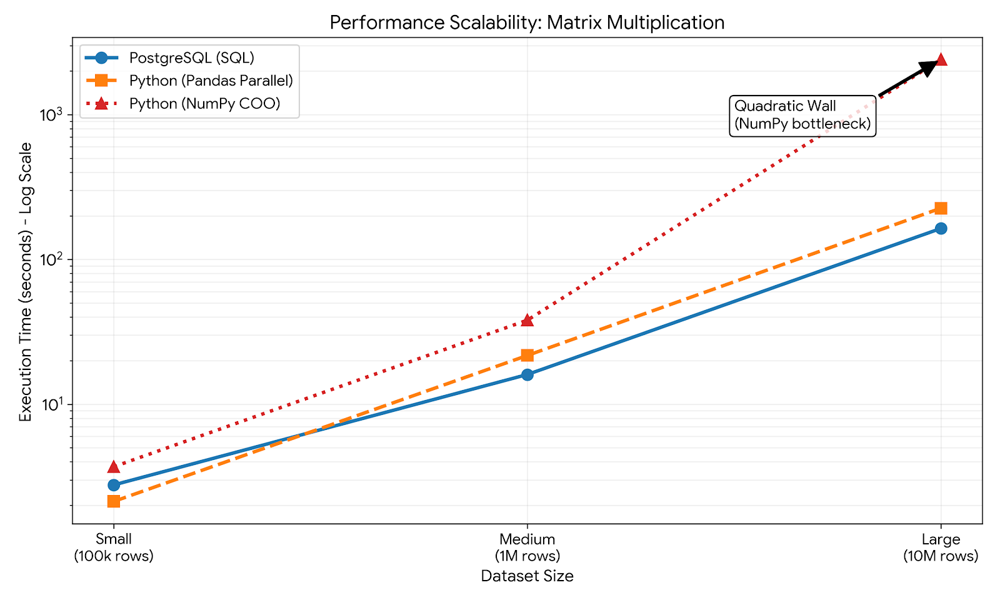 Performance Scalability: Matrix Multiplication
PostgreSQL (SQL)
Python (Pandas Parallel)
Python (NumPy COO)
Quadratic Wall
(NumPy bottleneck)
Execution Time (seconds) - Log Scale
10³
10²
10¹
Small
(100k rows)
Medium
(1M rows)
Large
(10M rows)
Dataset Size